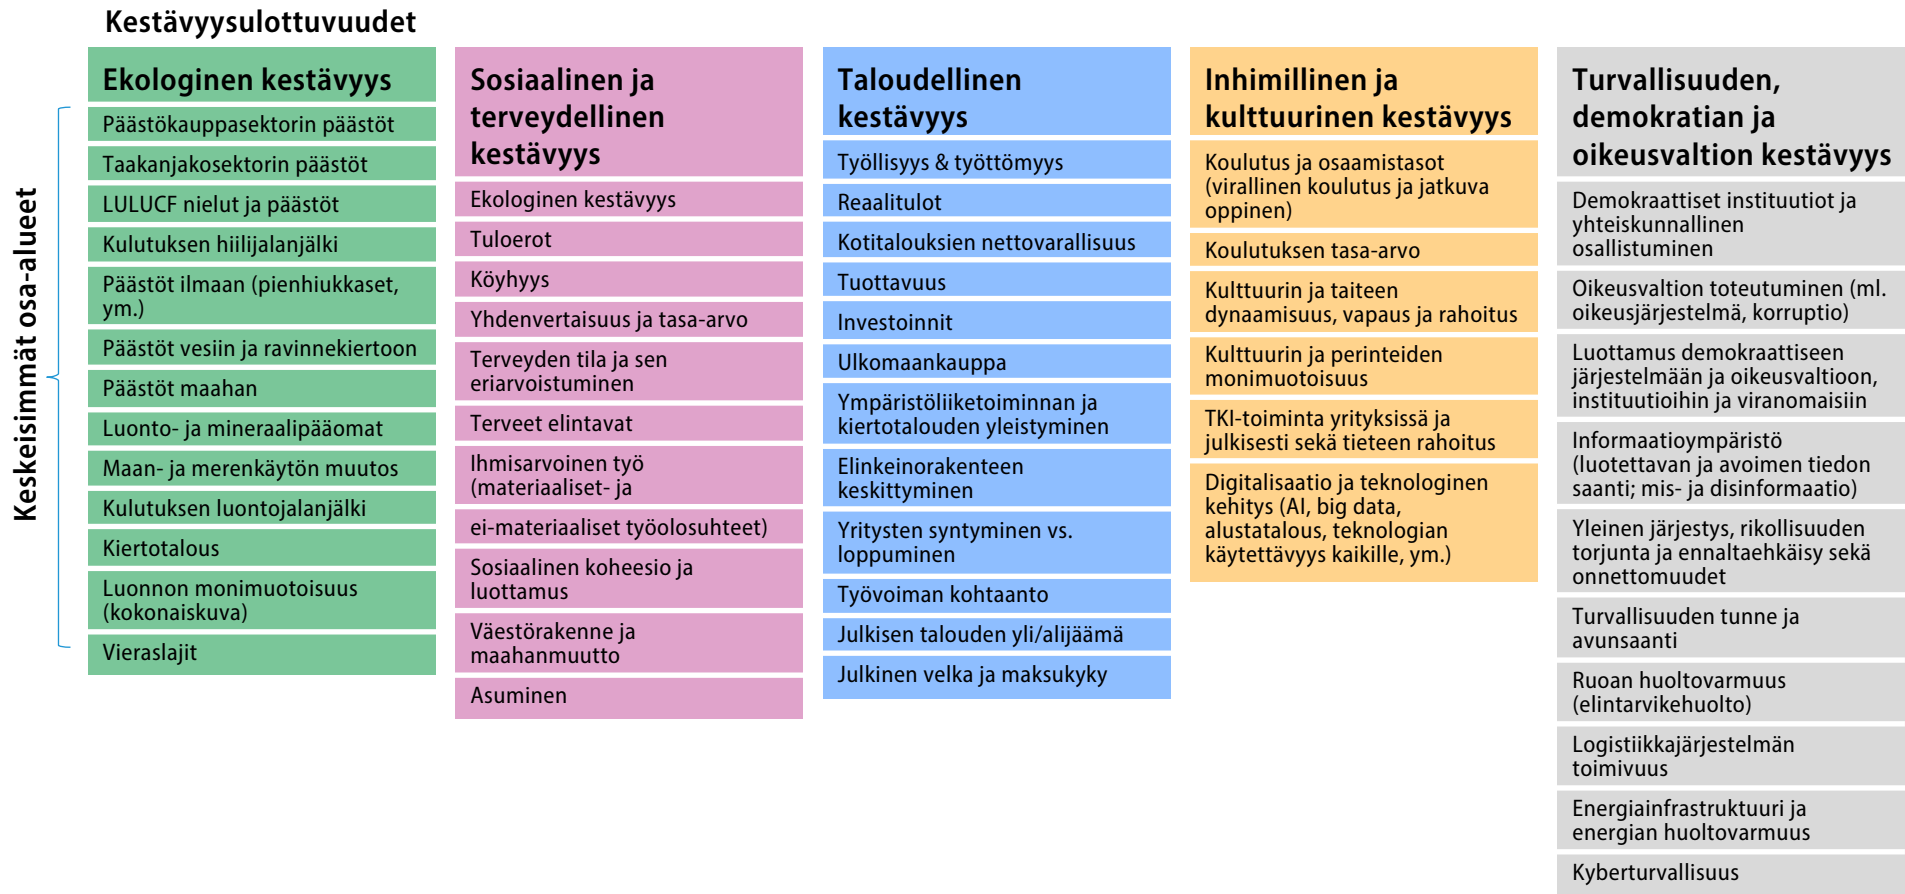 Kestävyysulottuvuudet
Keskeisimmät osa-alueet
Ekologinen kestävyys
Päästökauppasektorin päästöt
Taakanjakosektorin päästöt
LULUCF nielut ja päästöt
Kulutuksen hiilijalanjälki
Päästöt ilmaan (pienhiukkaset,
ym.)
Päästöt vesiin ja ravinnekiertoon
Päästöt maahan
Luonto- ja mineraalipääomat
Maan- ja merenkäytön muutos
Kulutuksen luontojalanjälki
Kiertotalous
Luonnon monimuotoisuus
(kokonaiskuva)
Vieraslajit
Sosiaalinen ja
terveydellinen
kestävyys
Ekologinen kestävyys
Tuloerot
Köyhyys
Yhdenvertaisuus ja tasa-arvo
Terveyden tila ja sen
eriarvoistuminen
Terveet elintavat
Ihmisarvoinen työ
(materiaaliset- ja
ei-materiaaliset työolosuhteet)
Sosiaalinen koheesio ja
luottamus
Väestörakenne ja
maahanmuutto
Asuminen
Taloudellinen
kestävyys
Työllisyys & työttömyys
Reaalitulot
Kotitalouksien nettovarallisuus
Tuottavuus
Investoinnit
Ulkomaankauppa
Ympäristöliiketoiminnan ja
kiertotalouden yleistyminen
Elinkeinorakenteen
keskittyminen
Yritysten syntyminen vs.
loppuminen
Työvoiman kohtaanto
Julkisen talouden yli/alijäämä
Julkinen velka ja maksukyky
Inhimillinen ja
kulttuurinen kestävyys
Koulutus ja osaamistasot
(virallinen koulutus ja jatkuva
oppinen)
Koulutuksen tasa-arvo
Kulttuurin ja taiteen
dynaamisuus, vapaus ja rahoitus
Kulttuurin ja perinteiden
monimuotoisuus
TKI-toiminta yrityksissä ja
julkisesti sekä tieteen rahoitus
Digitalisaatio ja teknologinen
kehitys (AI, big data,
alustatalous, teknologian
käytettävyys kaikille, ym.)
Turvallisuuden,
demokratian ja
oikeusvaltion kestävyys
Demokraattiset instituutiot ja
yhteiskunnallinen
osallistuminen
Oikeusvaltion toteutuminen (ml.
oikeusjärjestelmä, korruptio)
Luottamus demokraattiseen
järjestelmään ja oikeusvaltioon,
instituutioihin ja viranomaisiin
Informaatioympäristö
(luotettavan ja avoimen tiedon
saanti; mis- ja disinformaatio)
Yleinen järjestys, rikollisuuden
torjunta ja ennaltaehkäisy sekä
onnettomuudet
Turvallisuuden tunne ja
avunsaanti
Ruoan huoltovarmuus
(elintarvikehuolto)
Logistiikkajärjestelmän
toimivuus
Energiainfrastruktuuri ja
energian huoltovarmuus
Kyberturvallisuus